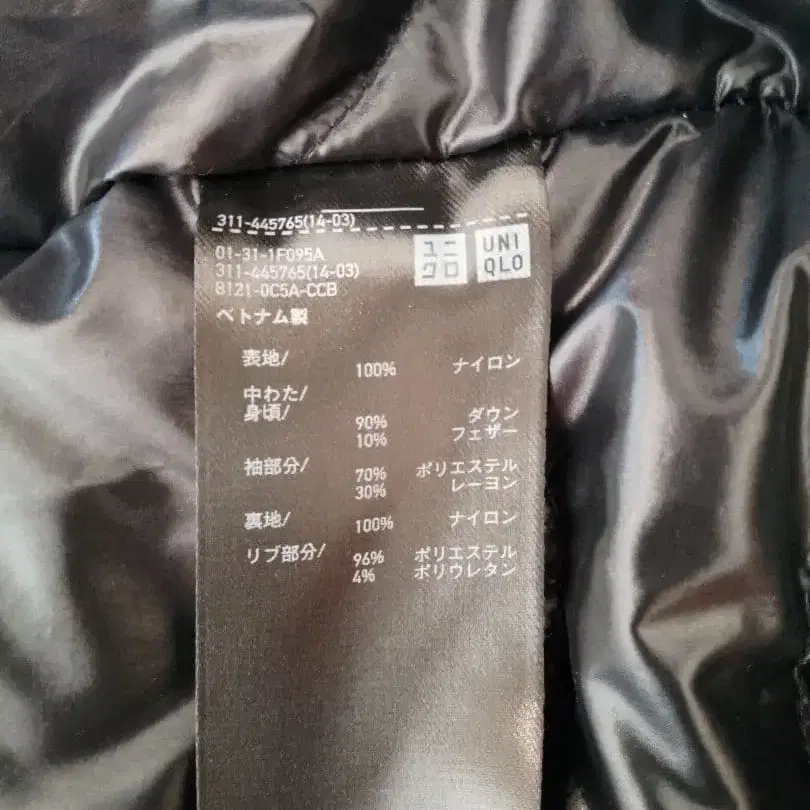 311-445765(14-03)
01-31-1F095A
311-445765(14-03)
8121-0C5A-CCB
ユニ
クロ
UNI
QLO
ベトナム製
表地/ 100% ナイロン
中わた/
身頃/ 90% ダウン
10% フェザー
袖部分/ 70% ポリエステル
30% レーヨン
裏地/ 100% ナイロン
リブ部分/ 96% ポリエステル
4% ポリウレタン